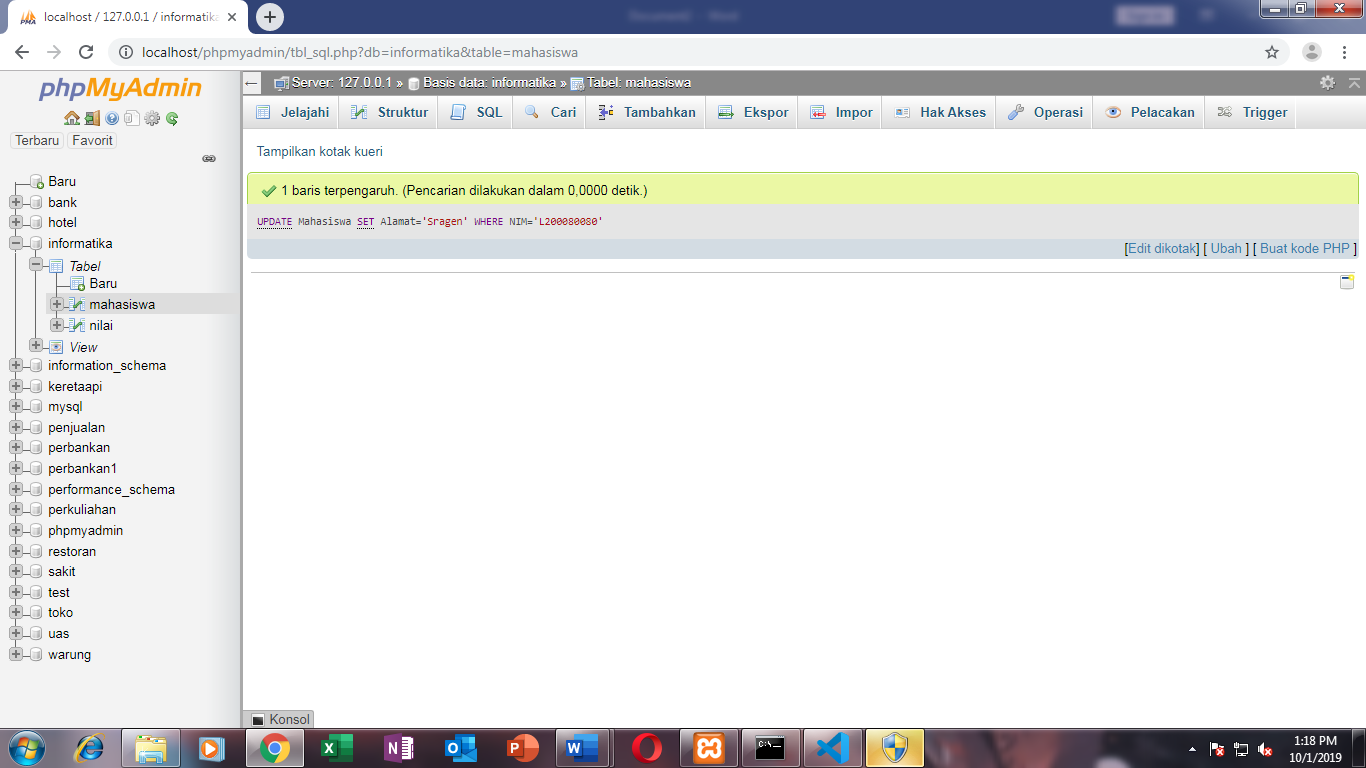 localhost / 127.0.0.1 / informatika
localhost/phpmyadmin/tbl_sql.php?db=informatika&table=mahasiswa
phpMyAdmin
Terbaru Favorit
Baru
bank
hotel
informatika
Tabel
Baru
mahasiswa
nilai
View
information_schema
keretaapi
mysql
penjualan
perbankan
perbankan1
performance_schema
perkuliahan
phpmyadmin
restoran
sakit
test
toko
uas
warung
Server: 127.0.0.1 » Basis data: informatika » Tabel: mahasiswa
Jelajahi Struktur SQL Cari Tambahkan Ekspor Impor Hak Akses Operasi Pelacakan Trigger
Tampilkan kotak kueri
1 baris terpengaruh. (Pencarian dilakukan dalam 0,0000 detik.)
UPDATE Mahasiswa SET Alamat='Sragen' WHERE NIM='L200080080'
[Edit dikotak] [ Ubah ] [ Buat kode PHP ]
Konsol
1:18 PM
10/1/2019